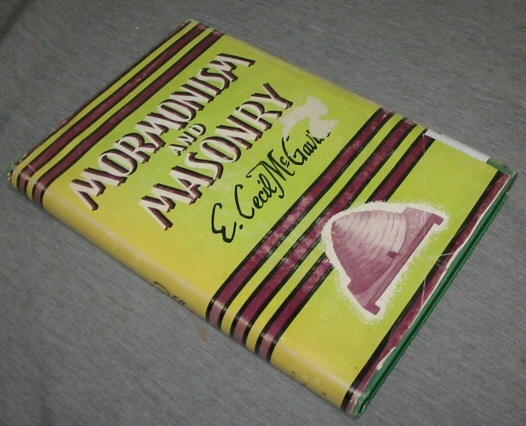 MORMONISM
AND
MASONRY
E. Cecil McGavin